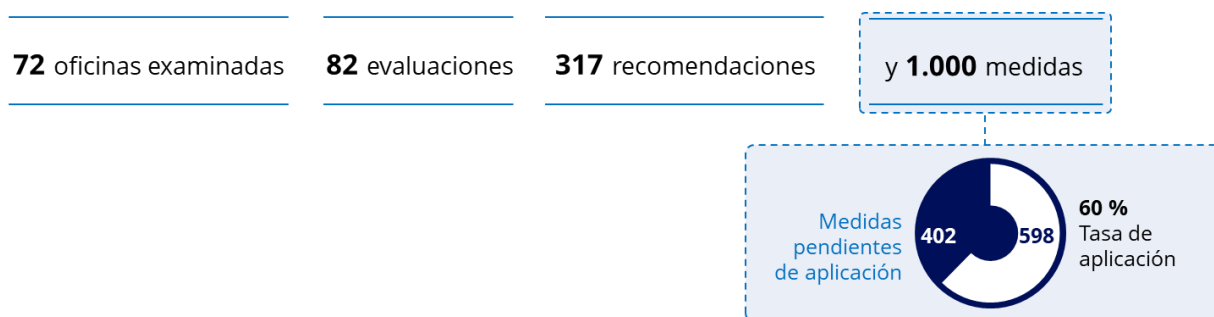 72 oficinas examinadas
82 evaluaciones
317 recomendaciones
y 1.000 medidas
Medidas
pendientes
de aplicación
402
598
60 %
Tasa de
aplicación